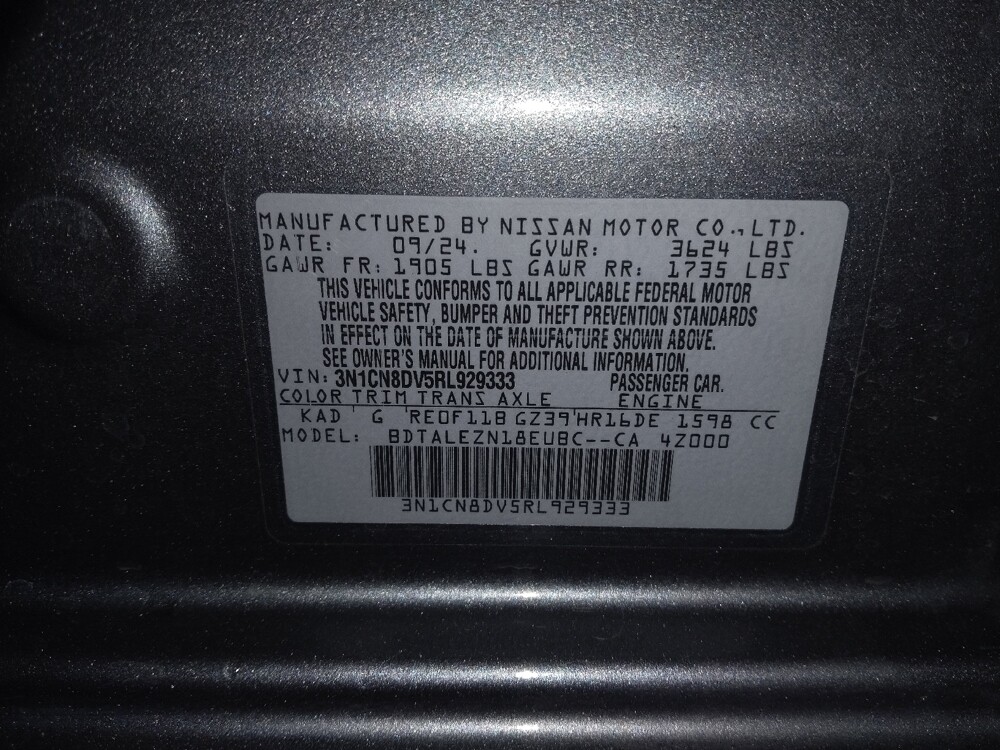 MANUFACTURED BY NISSAN MOTOR CO., LTD.
DATE: 09/24. GVWR: 3624 LBS
GAWR FR: 1905 LBS GAWR RR: 1735 LBS
THIS VEHICLE CONFORMS TO ALL APPLICABLE FEDERAL MOTOR
VEHICLE SAFETY, BUMPER AND THEFT PREVENTION STANDARDS
IN EFFECT ON THE DATE OF MANUFACTURE SHOWN ABOVE.
SEE OWNER'S MANUAL FOR ADDITIONAL INFORMATION.
VIN: 3N1CN8DV5RL929333 PASSENGER CAR.
COLOR TRIM TRANS AXLE ENGINE
KAD G RE0F11B GZ39 HR16DE 1598 CC
MODEL: BDTALEZN18EUBC--CA 4Z000
3N1CN8DV5RL929333